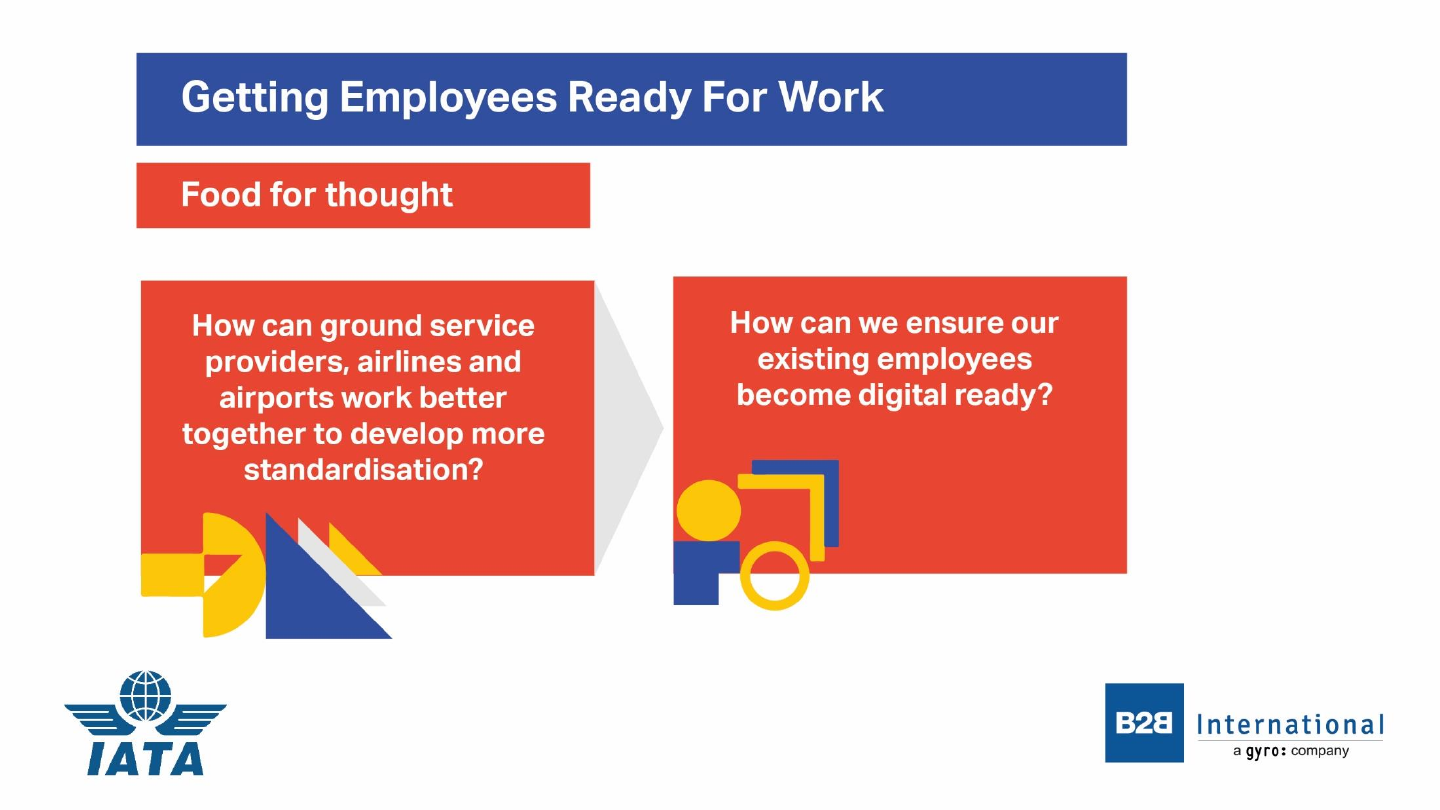 Getting Employees Ready For Work
Food for thought
How can ground service
providers, airlines and
airports work better
together to develop more
standardisation?
How can we ensure our
existing employees
become digital ready?
IATA
B2B
International
a gyro: company